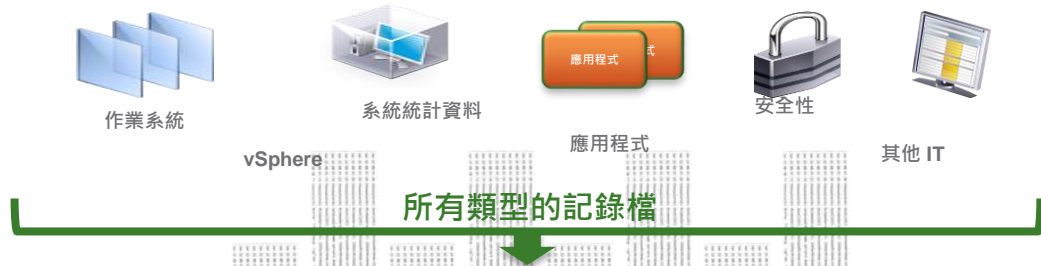 應用程式
式
作業系統
系統統計資料
應用程式
安全性
其他 IT
vSphere
所有類型的記錄檔